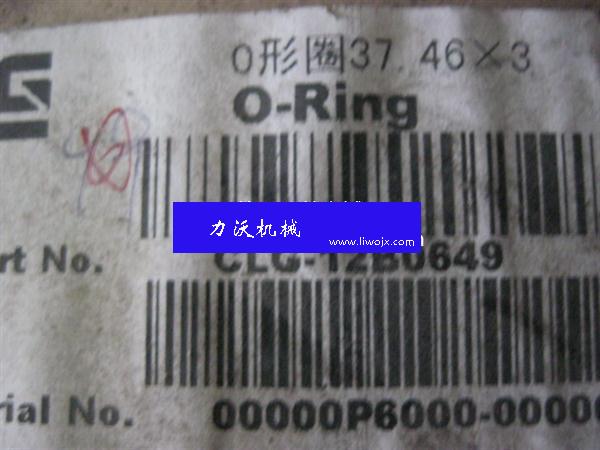 O形圈37.46×3
O-Ring
力沃机械
www.liwojx.com
rt No. CLG-12B0649
rial No. 00000P6000-00000